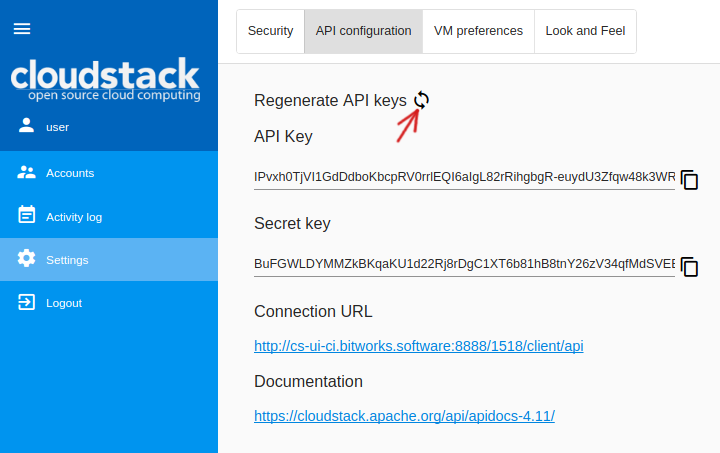 Security
API configuration
VM preferences
Look and Feel
cloudstack
open source cloud computing
user
Accounts
Activity log
Settings
Logout
Regenerate API keys
API Key
IPvxh0TjVI1GdDdboKbcpRV0rrlEQI6aIgL82rRihgbgR-euydU3Zfqw48k3WR
Secret key
BuFGWLDYMMZkBKqaKU1d22Rj8rDgC1XT6b81hB8tnY26zV34qfMdSVEE
Connection URL
http://cs-ui-ci.bitworks.software:8888/1518/client/api
Documentation
https://cloudstack.apache.org/api/apidocs-4.11/